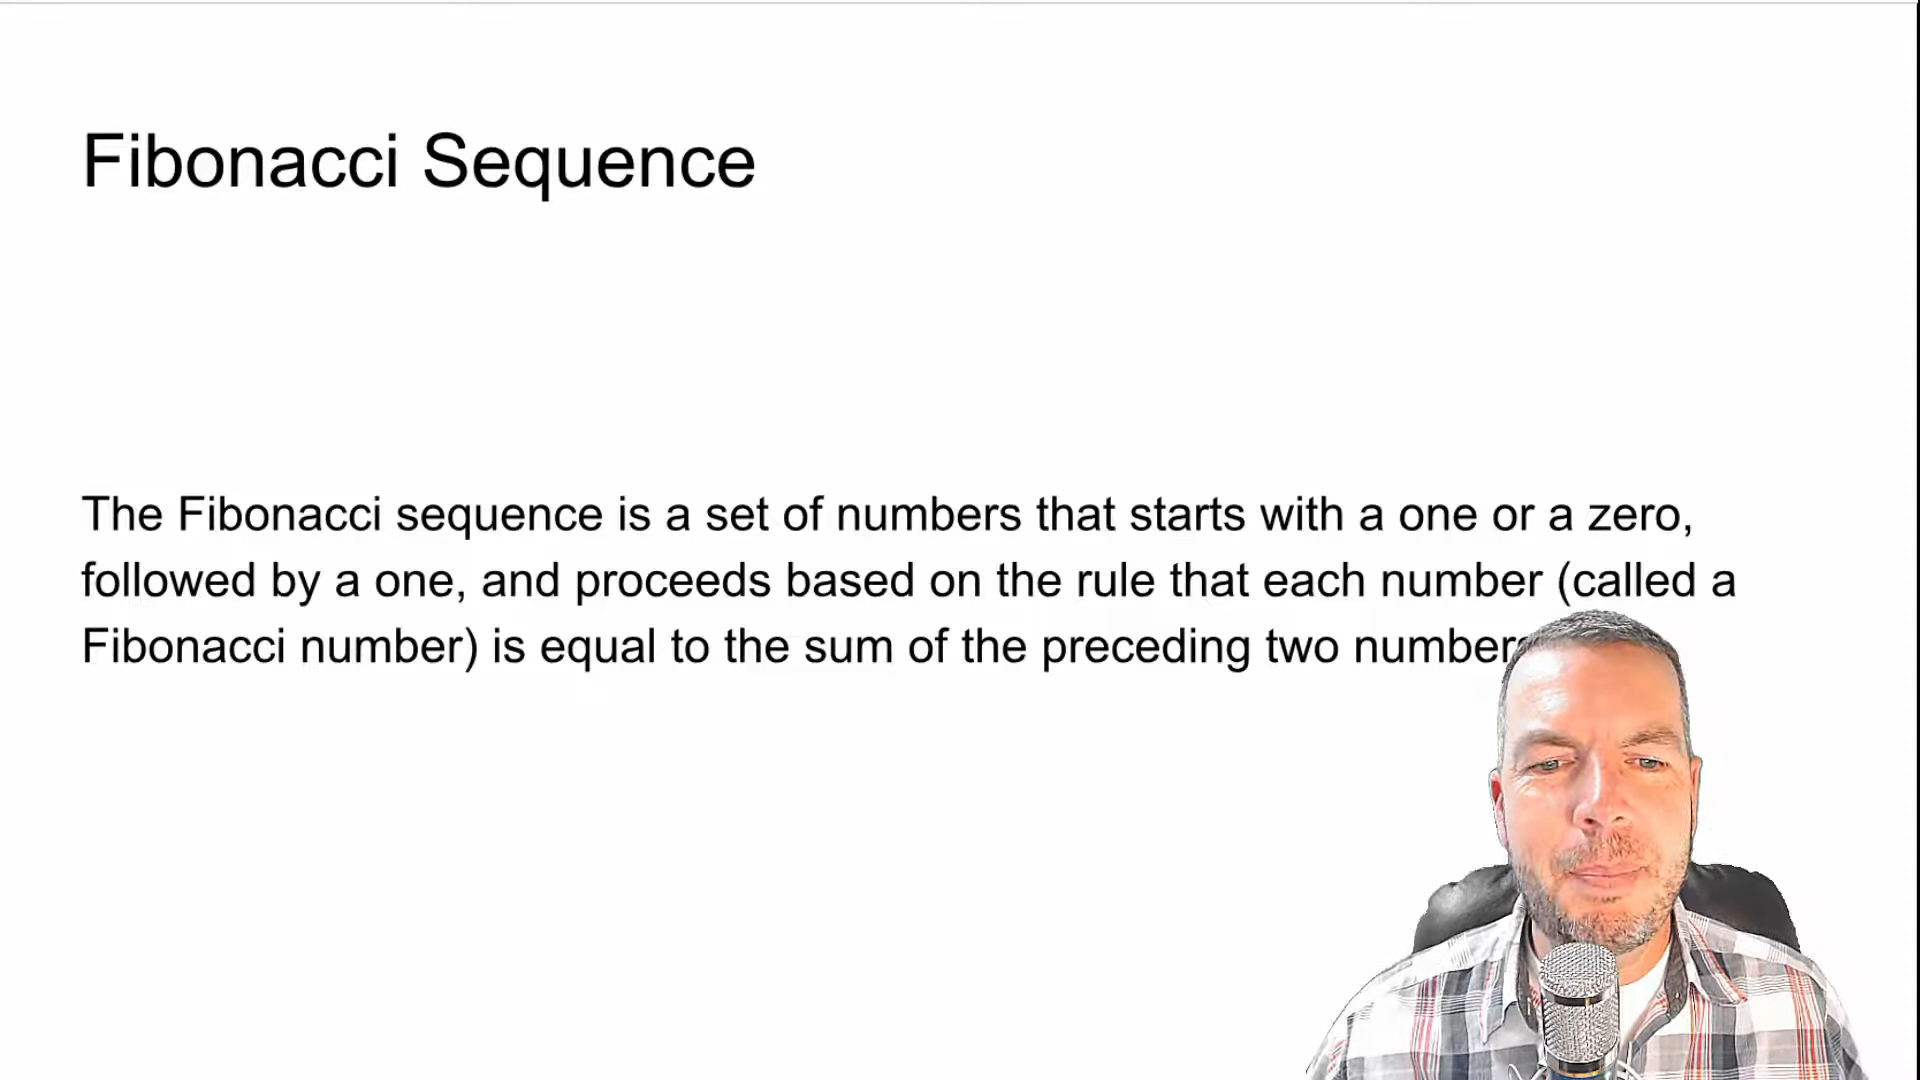 Fibonacci Sequence
The Fibonacci sequence is a set of numbers that starts with a one or a zero,
followed by a one, and proceeds based on the rule that each number (called a
Fibonacci number) is equal to the sum of the preceding two numbers